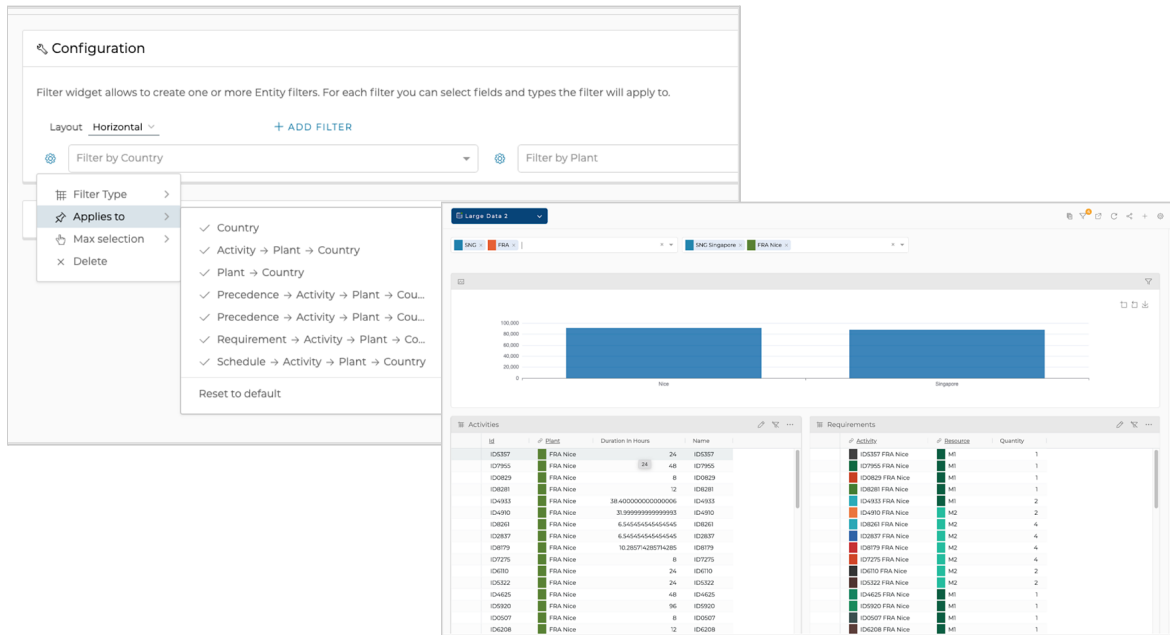 Configuration
Filter widget allows to create one or more Entity filters. For each filter you can select fields and types the filter will apply to.
Layout Horizontal + ADD FILTER
Filter by Country Filter by Plant
Filter Type
Applies to
Max selection
Delete
Country
Activity → Plant → Country
Plant → Country
Precedence → Activity → Plant → Cou...
Precedence → Activity → Plant → Cou...
Requirement → Activity → Plant → Co...
Schedule → Activity → Plant → Country
Reset to default
Large Data 2
SNG × FRA × SNG Singapore × FRA Nice ×
100,000
80,000
60,000
40,000
20,000
0
Nice Singapore
Activities
Id Plant Duration In Hours Name
ID5357 FRA Nice 24 ID5357
24
ID7955 FRA Nice 48 ID7955
ID0829 FRA Nice 8 ID0829
ID8281 FRA Nice 12 ID8281
ID4933 FRA Nice 38.400000000000006 ID4933
ID4910 FRA Nice 31.999999999999993 ID4910
ID8261 FRA Nice 6.545454545454545 ID8261
ID2837 FRA Nice 6.545454545454545 ID2837
ID8179 FRA Nice 10.285714285714285 ID8179
ID7275 FRA Nice 8 ID7275
ID6110 FRA Nice 24 ID6110
ID5322 FRA Nice 24 ID5322
ID4625 FRA Nice 48 ID4625
ID5920 FRA Nice 96 ID5920
ID0507 FRA Nice 8 ID0507
ID6208 FRA Nice 12 ID6208
Requirements
Activity Resource Quantity
ID5357 FRA Nice M1 1
ID7955 FRA Nice M1 1
ID0829 FRA Nice M1 1
ID8281 FRA Nice M1 1
ID4933 FRA Nice M1 2
ID4910 FRA Nice M2 2
ID8261 FRA Nice M2 4
ID2837 FRA Nice M2 4
ID8179 FRA Nice M2 4
ID7275 FRA Nice M2 4
ID6110 FRA Nice M2 2
ID5322 FRA Nice M2 2
ID4625 FRA Nice M1 1
ID5920 FRA Nice M1 1
ID0507 FRA Nice M1 1
ID6208 FRA Nice M1 1